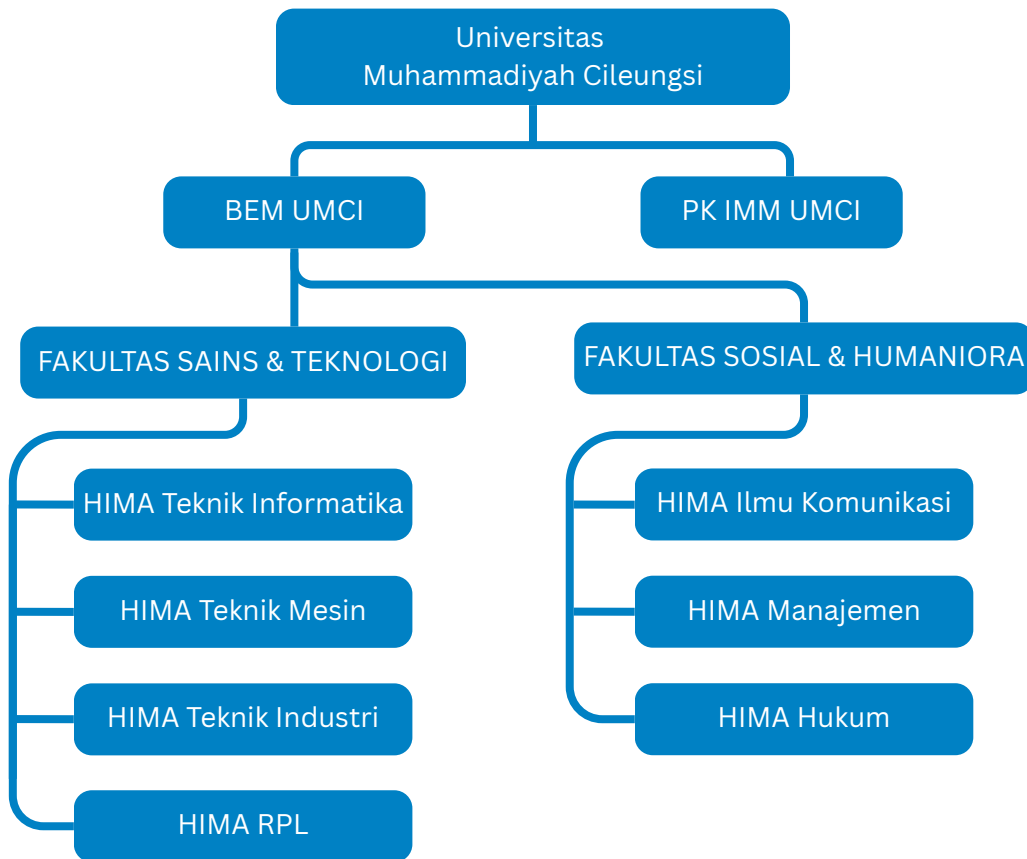 Universitas
Muhammadiyah Cileungsi
BEM UMCI
PK IMM UMCI
FAKULTAS SAINS & TEKNOLOGI
FAKULTAS SOSIAL & HUMANIORA
HIMA Teknik Informatika
HIMA Teknik Mesin
HIMA Teknik Industri
HIMA RPL
HIMA Ilmu Komunikasi
HIMA Manajemen
HIMA Hukum